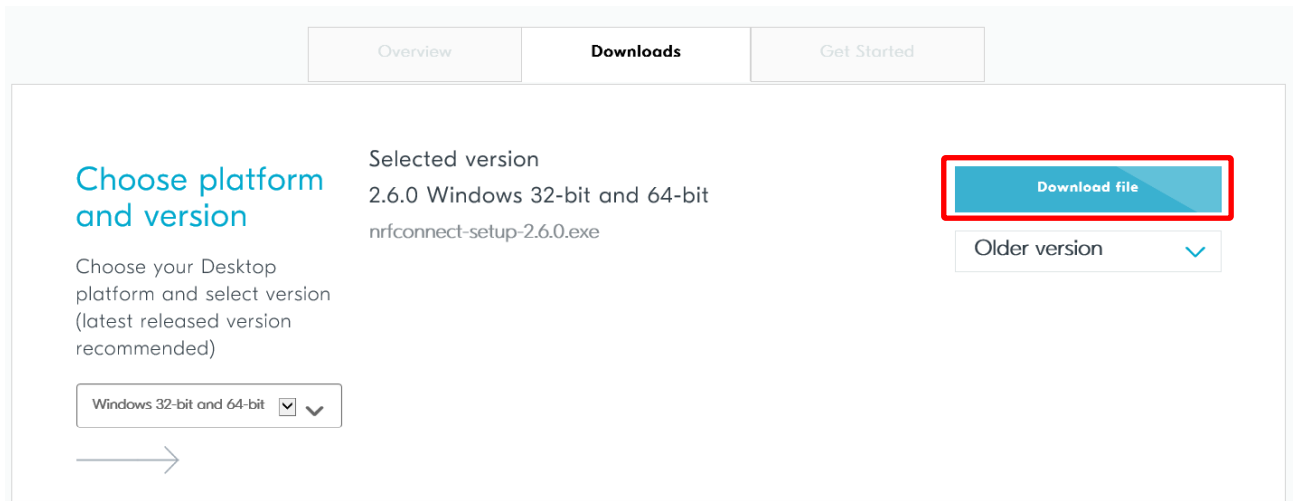 Overview
Downloads
Get Started
Choose platform
and version
Choose your Desktop
platform and select version
(latest released version
recommended)
Windows 32-bit and 64-bit
Selected version
2.6.0 Windows 32-bit and 64-bit
nrfconnect-setup-2.6.0.exe
Download file
Older version